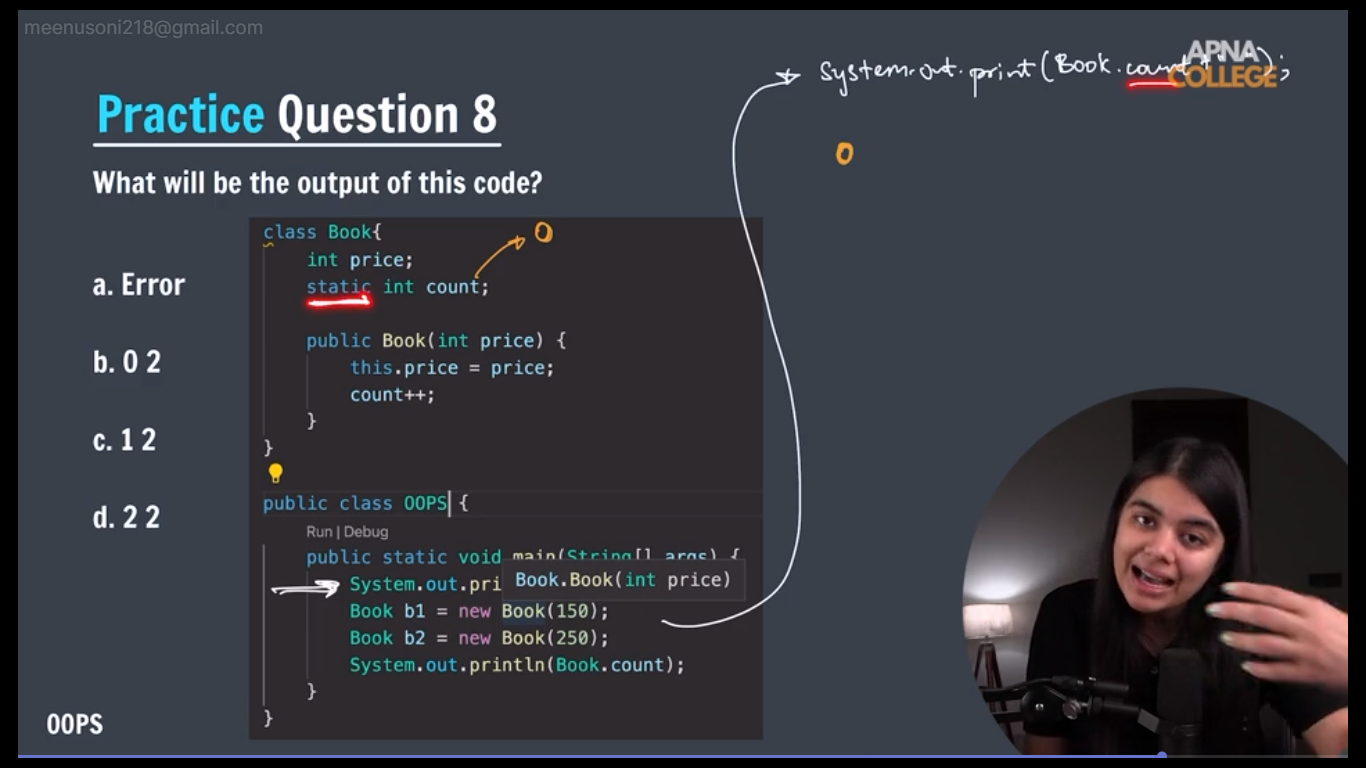 meenusoni218@gmail.com
System.out.print(Book.count+" ");
APNA
COLLEGE
Practice Question 8
0
What will be the output of this code?
a. Error
b. 0 2
c. 1 2
d. 2 2
class Book{
0
int price;
static int count;
public Book(int price) {
this.price = price;
count++;
}
}
public class OOPS {
Run | Debug
public static void main(String[] args) {
System.out.pri
Book.Book(int price)
Book b1 = new Book(150);
Book b2 = new Book(250);
System.out.println(Book.count);
}
}
OOPS